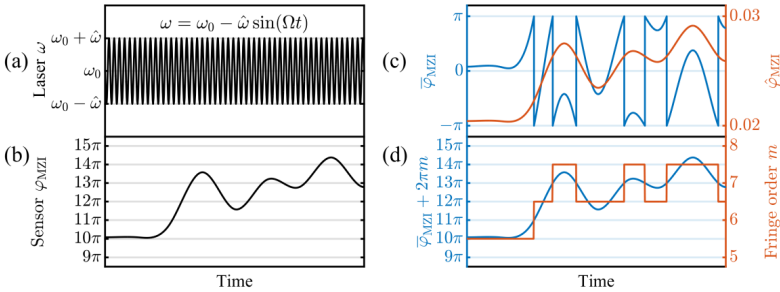 (a)
Laser ω
ω₀ + ω̂
ω₀
ω₀ − ω̂
ω = ω₀ − ω̂ sin(Ωt)
(b)
Sensor φ_MZI
15π
14π
13π
12π
11π
10π
9π
Time
(c)
φ̅_MZI
π
0
−π
0.03
0.02
φ̂_MZI
(d)
φ̅_MZI + 2πm
15π
14π
13π
12π
11π
10π
9π
8
7
6
5
Fringe order m
Time